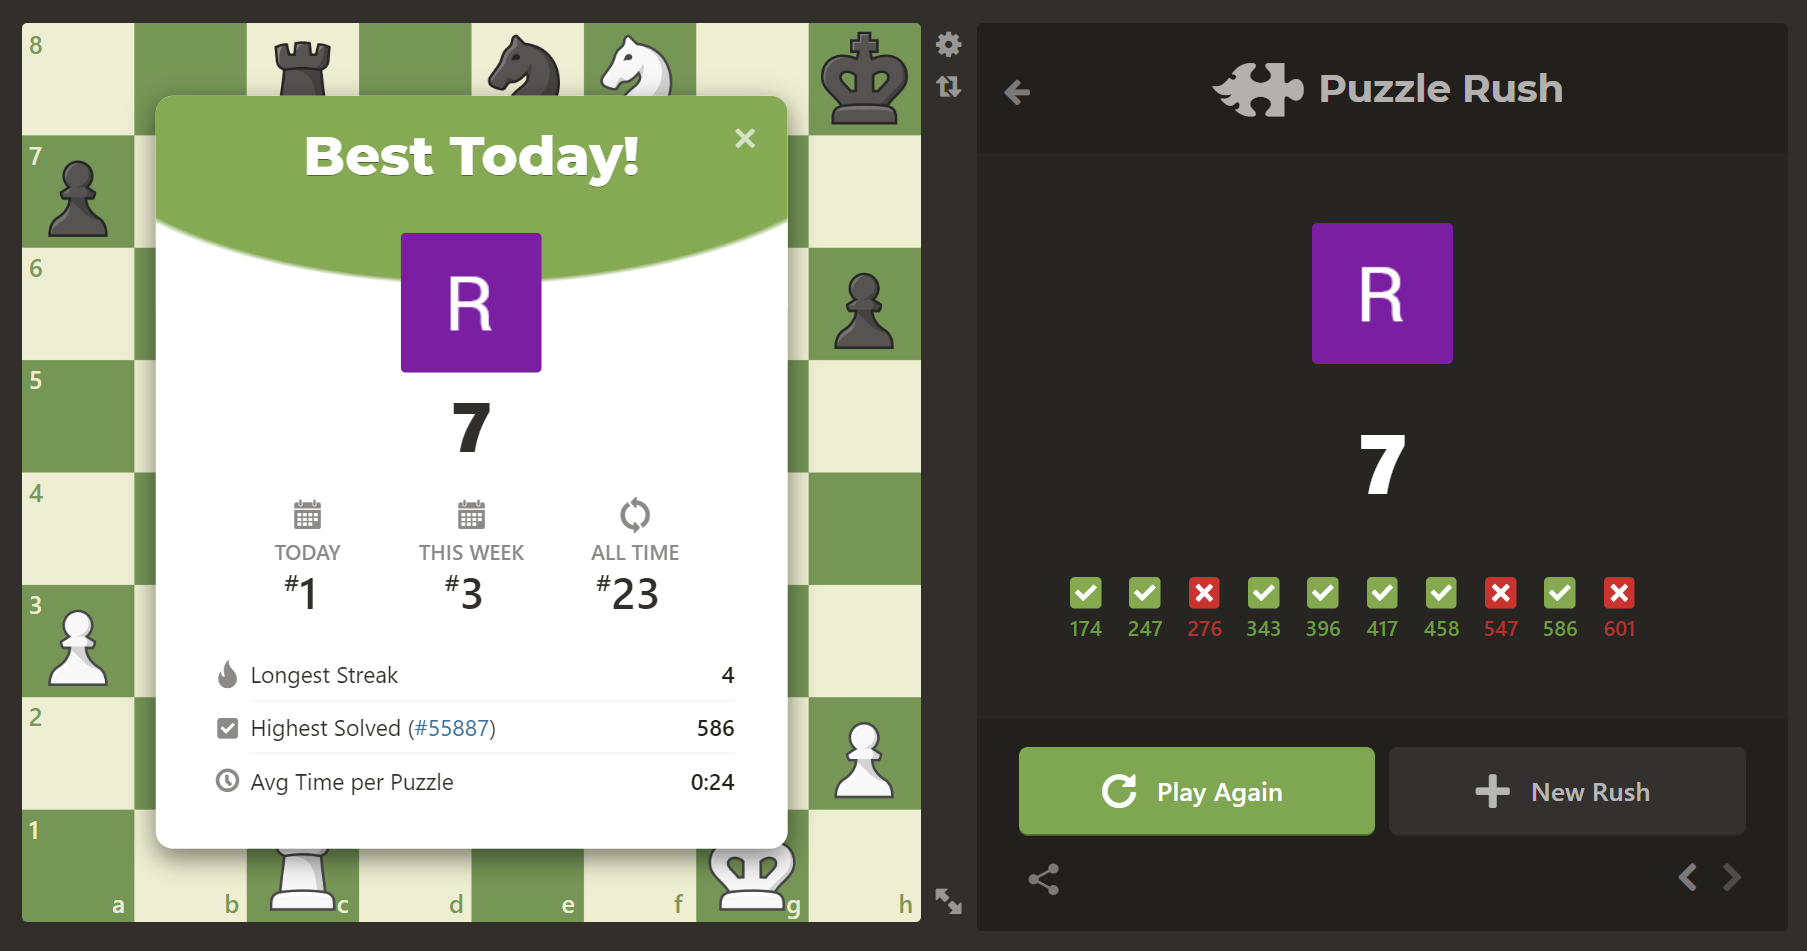 8
7
6
5
4
3
2
1
a b c d e f g h
Best Today!
R
7
TODAY THIS WEEK ALL TIME
#1 #3 #23
Longest Streak 4
Highest Solved (#55887) 586
Avg Time per Puzzle 0:24
Puzzle Rush
R
7
174 247 276 343 396 417 458 547 586 601
Play Again
New Rush